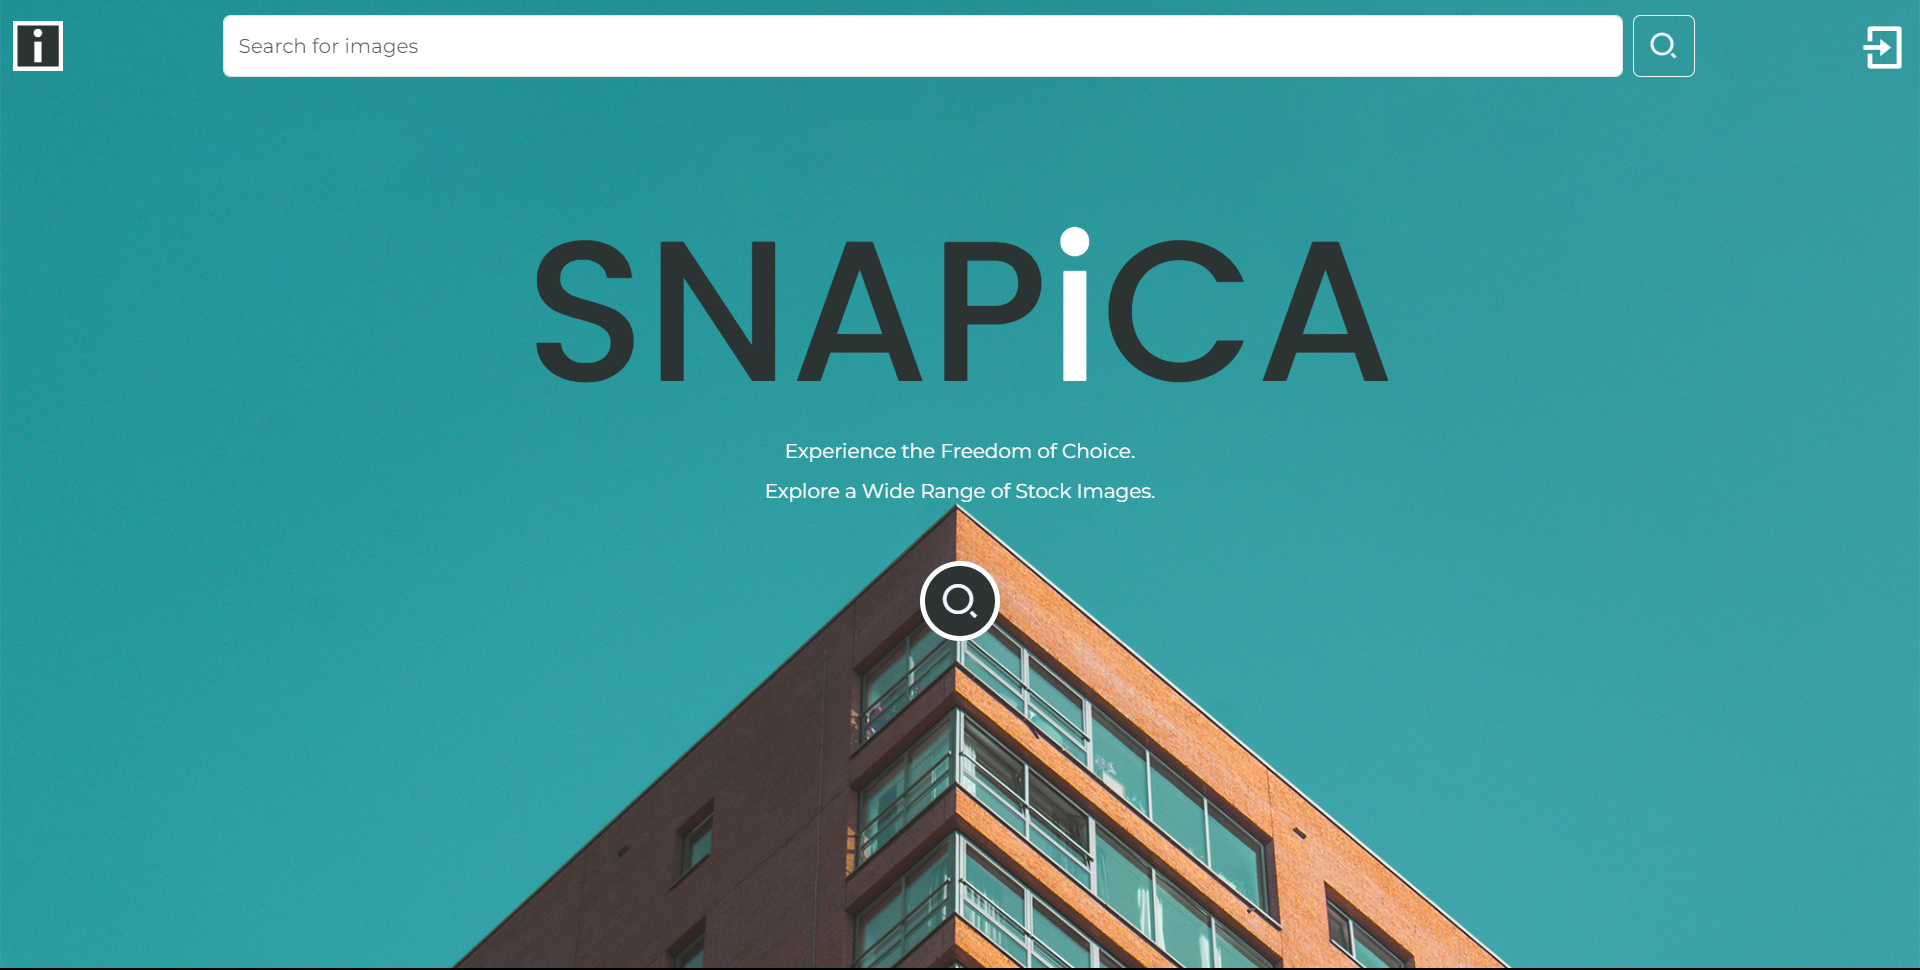 i
Search for images
SNAPiCA
Experience the Freedom of Choice.
Explore a Wide Range of Stock Images.